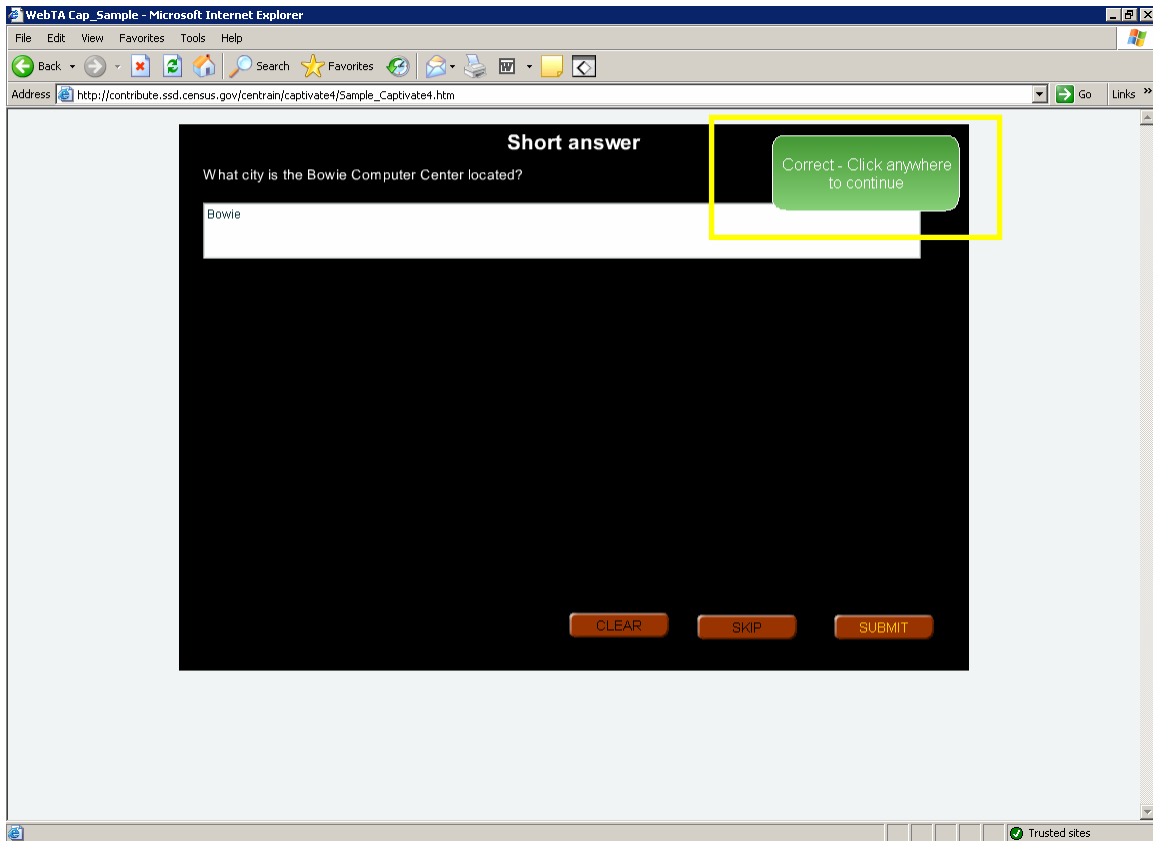 WebTA Cap_Sample - Microsoft Internet Explorer
File Edit View Favorites Tools Help
Back Search Favorites
Address http://contribute.ssd.census.gov/centrain/captivate4/Sample_Captivate4.htm Go Links »
Short answer
What city is the Bowie Computer Center located?
Correct - Click anywhere
to continue
Bowie
CLEAR SKIP SUBMIT
Trusted sites